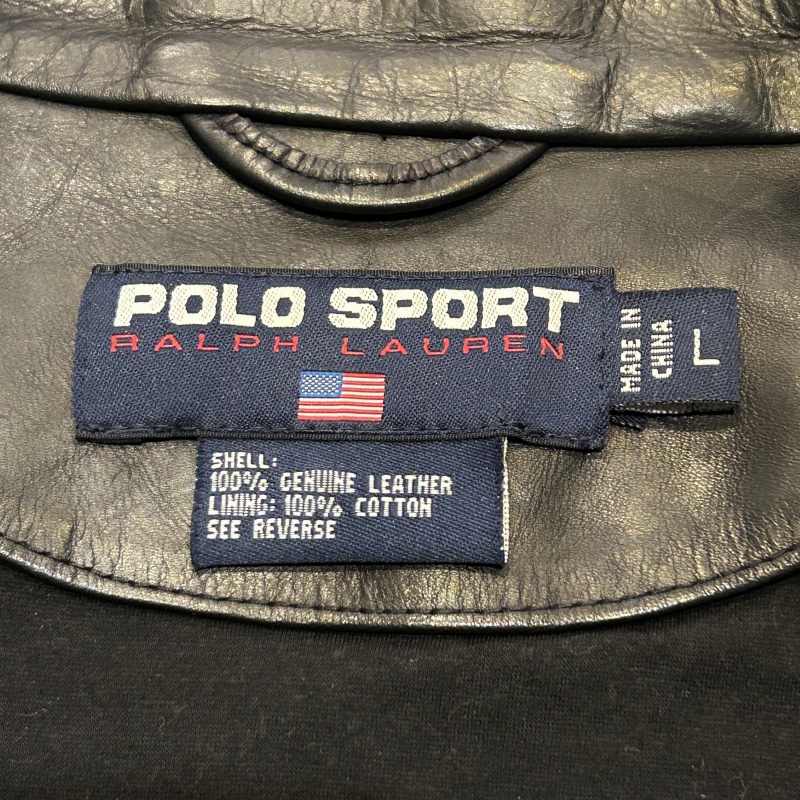 POLO SPORT
RALPH LAUREN
MADE IN
CHINA
L
SHELL:
100% GENUINE LEATHER
LINING: 100% COTTON
SEE REVERSE